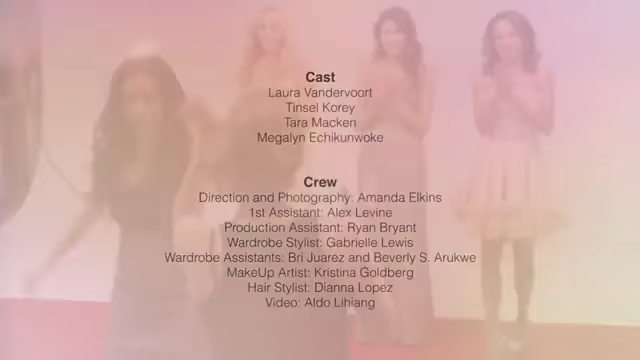 Cast
Laura Vandervoort
Tinsel Korey
Tara Macken
Megalyn Echikunwoke
Crew
Direction and Photography: Amanda Elkins
1st Assistant: Alex Levine
Production Assistant: Ryan Bryant
Wardrobe Stylist: Gabrielle Lewis
Wardrobe Assistants: Bri Juarez and Beverly S. Arukwe
MakeUp Artist: Kristina Goldberg
Hair Stylist: Dianna Lopez
Video: Aldo Lihiang